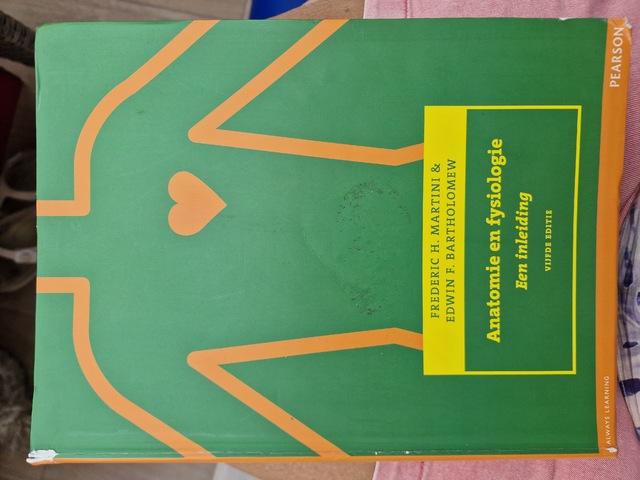 FREDERIC H. MARTINI &
EDWIN F. BARTHOLOMEW
Anatomie en fysiologie
Een inleiding
VIJFDE EDITIE
ALWAYS LEARNING
PEARSON